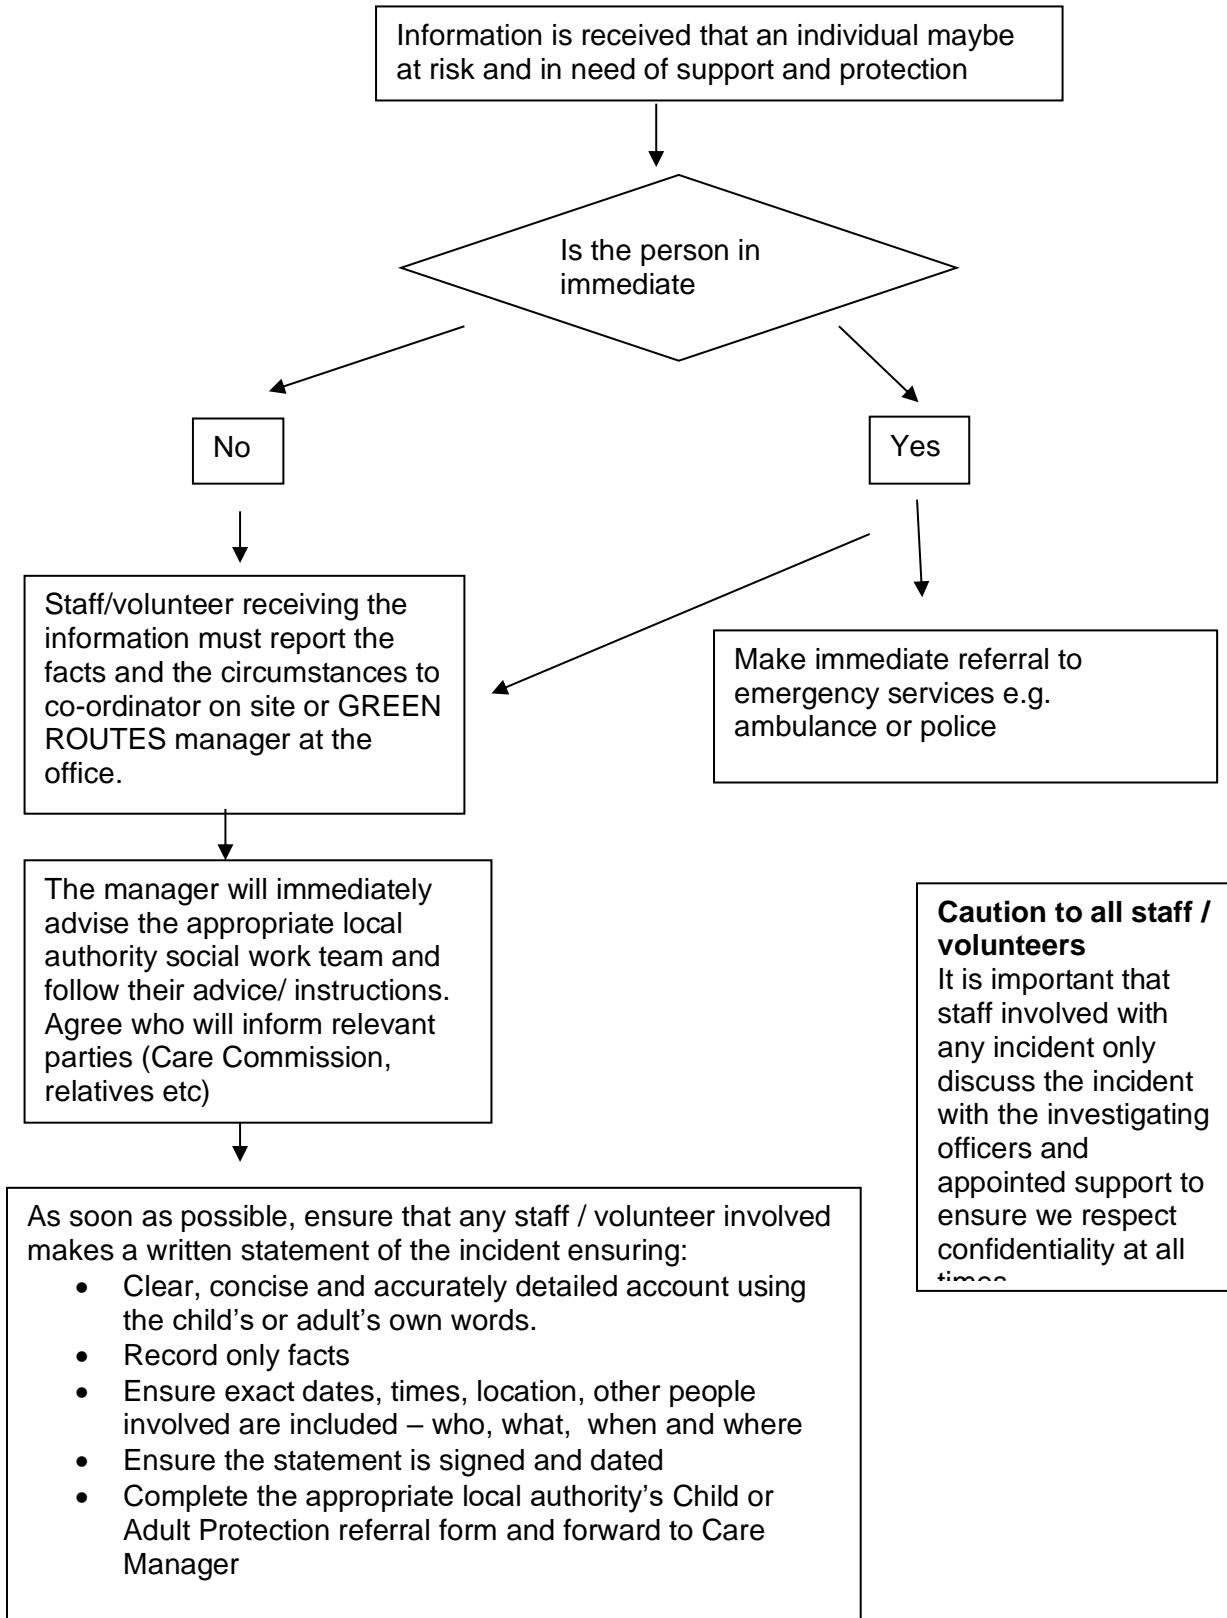 Information is received that an individual maybe
at risk and in need of support and protection
Is the person in
immediate
No
Yes
Staff/volunteer receiving the
information must report the
facts and the circumstances to
co-ordinator on site or GREEN
ROUTES manager at the
office.
Make immediate referral to
emergency services e.g.
ambulance or police
The manager will immediately
advise the appropriate local
authority social work team and
follow their advice/ instructions.
Agree who will inform relevant
parties (Care Commission,
relatives etc)
Caution to all staff /
volunteers
It is important that
staff involved with
any incident only
discuss the incident
with the investigating
officers and
appointed support to
ensure we respect
confidentiality at all
times
As soon as possible, ensure that any staff / volunteer involved
makes a written statement of the incident ensuring:
• Clear, concise and accurately detailed account using
the child’s or adult’s own words.
• Record only facts
• Ensure exact dates, times, location, other people
involved are included – who, what,  when and where
• Ensure the statement is signed and dated
• Complete the appropriate local authority’s Child or
Adult Protection referral form and forward to Care
Manager